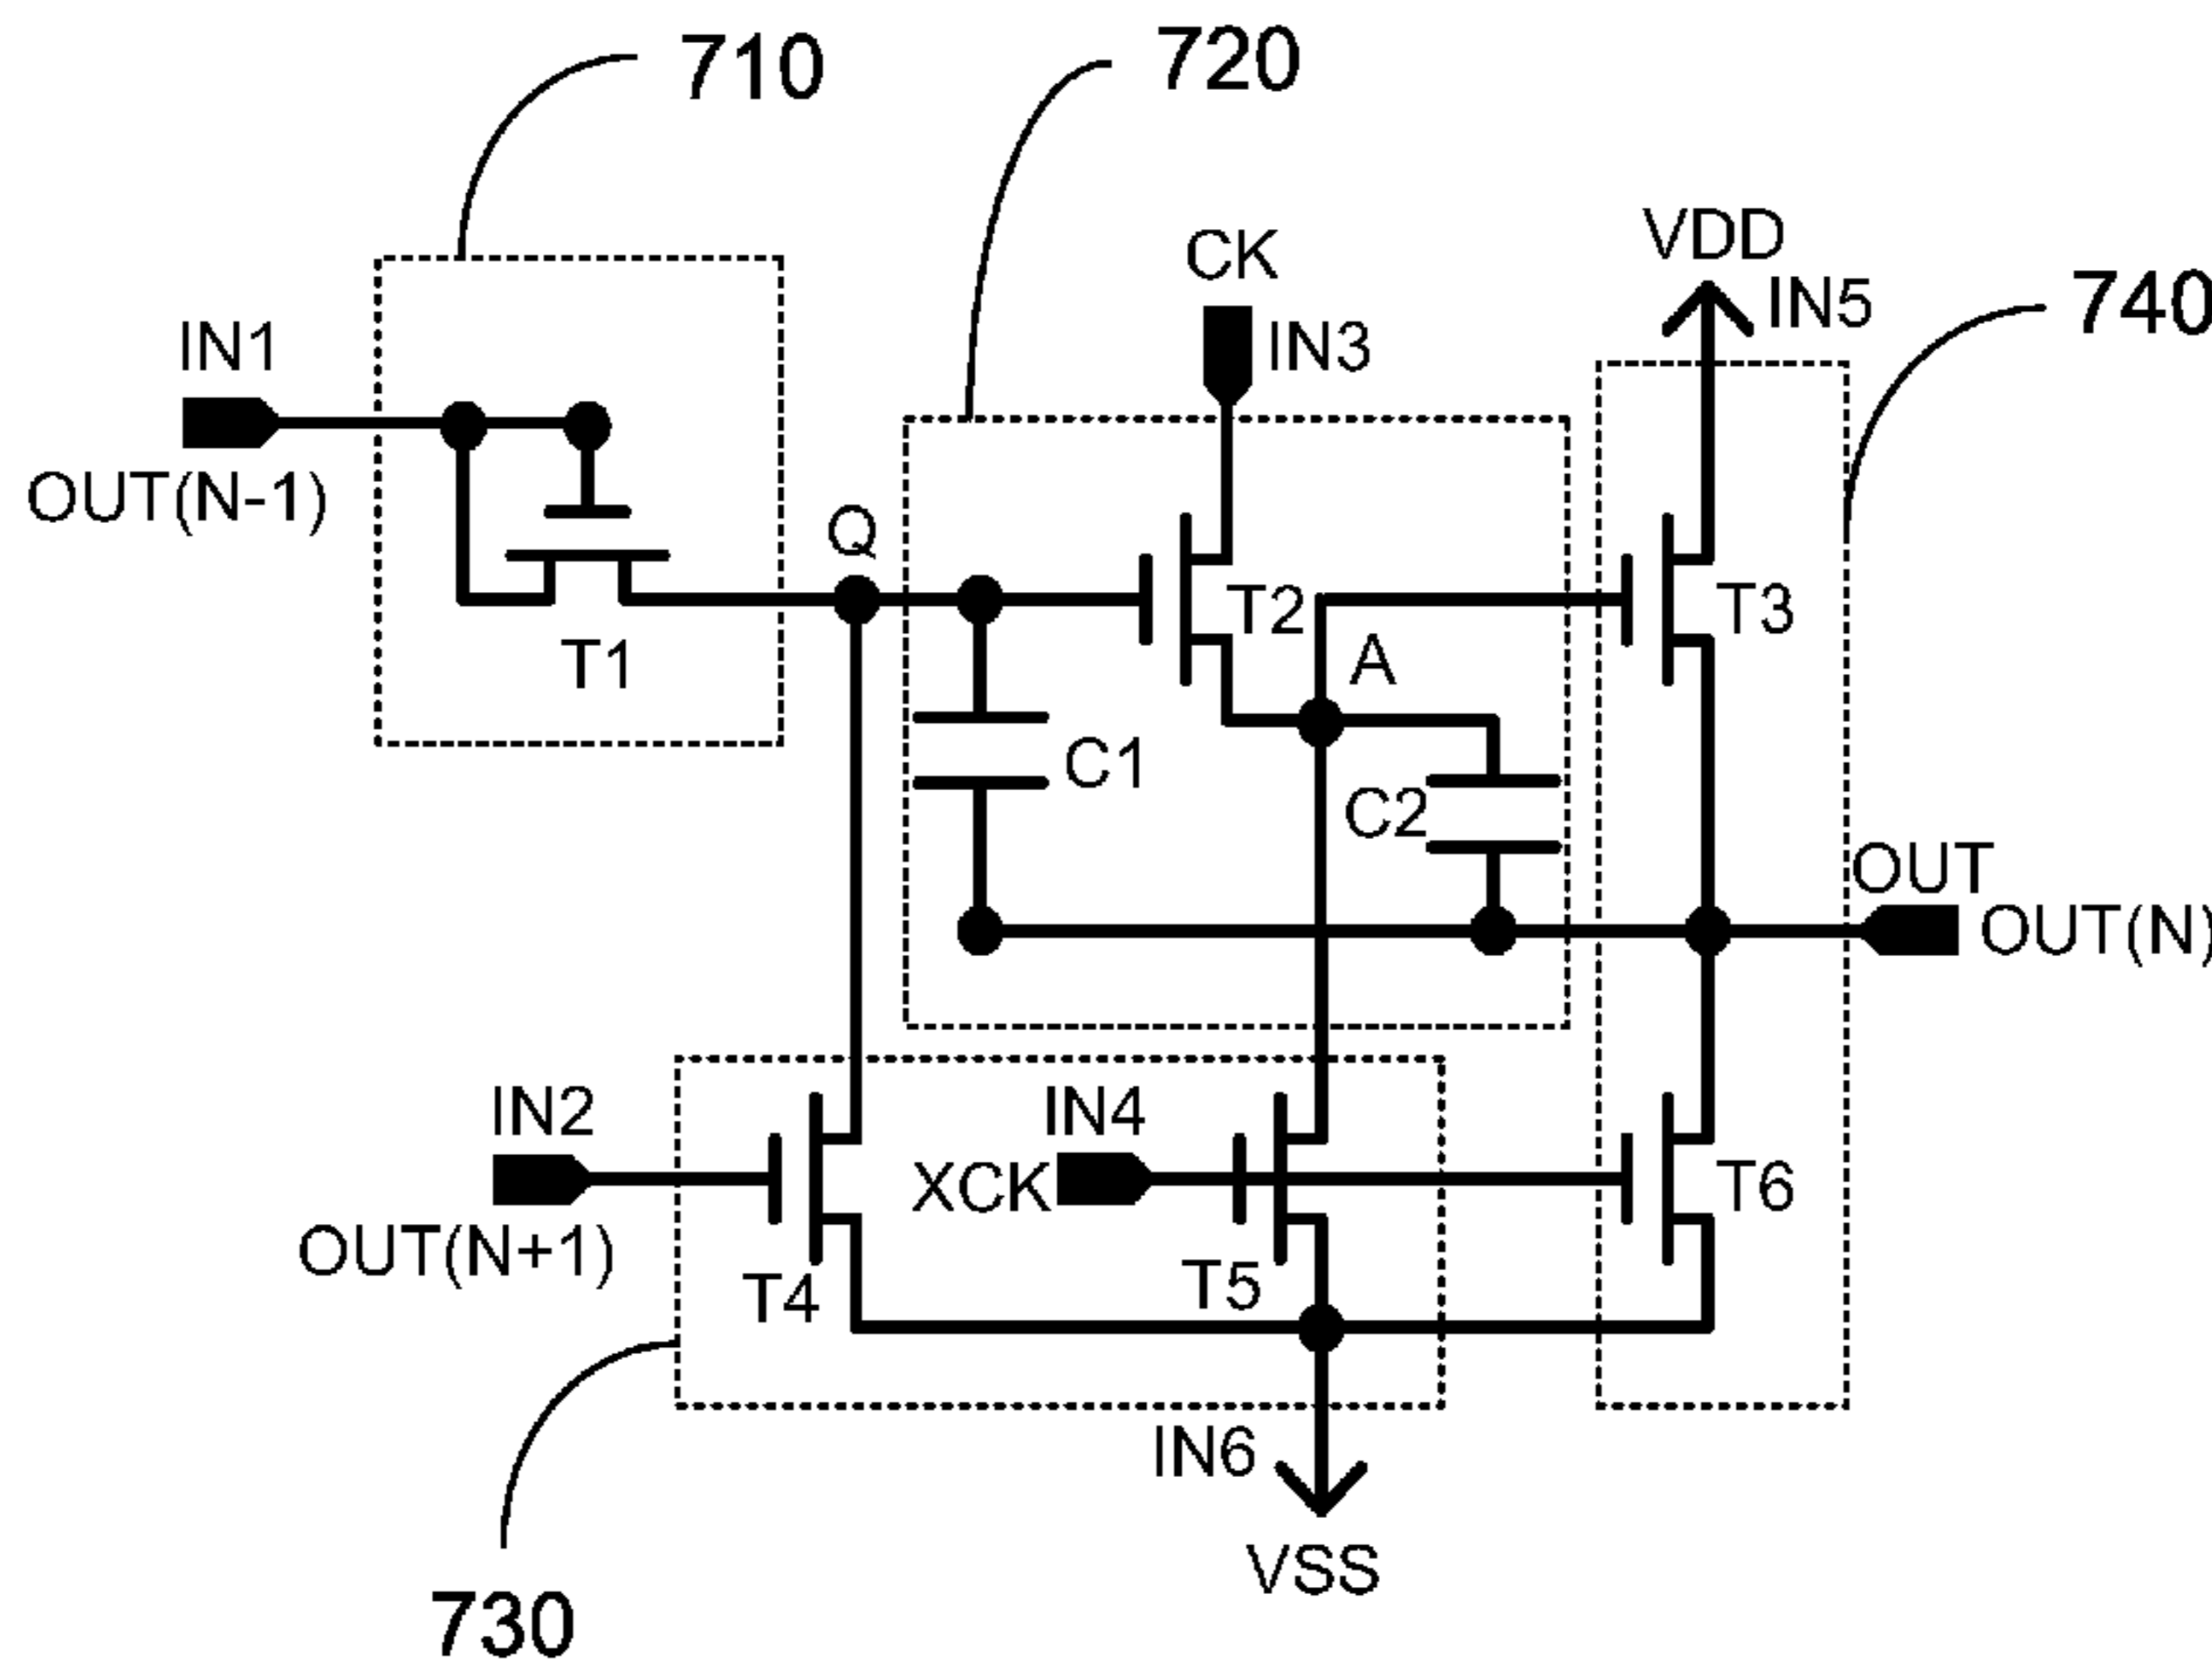 710
720
CK
VDD
IN5
740
IN1
IN3
OUT(N-1)
Q
T2
T3
T1
A
C1
C2
OUT
OUT(N)
IN2
IN4
XCK
T6
OUT(N+1)
T4
T5
IN6
VSS
730